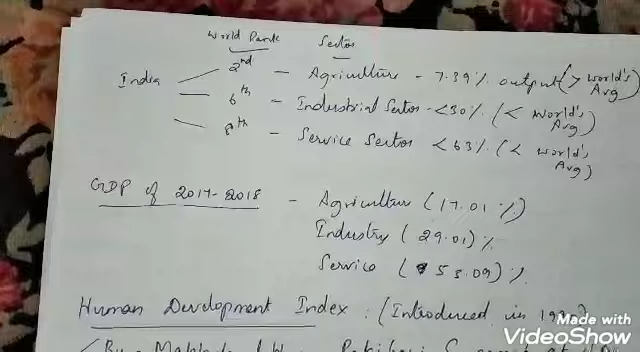 World Rank Sector
India 2nd - Agriculture - 7.39% output (> World's Avg)
6th - Industrial Sector - <30% (< World's Avg)
8th - Service Sector <63% (< World's Avg)
GDP of 2017-2018 - Agriculture (17.01%)
Industry (29.01)%
Service (53.09)%
Human Development Index : (Introduced in 1990)
Made with
VideoShow